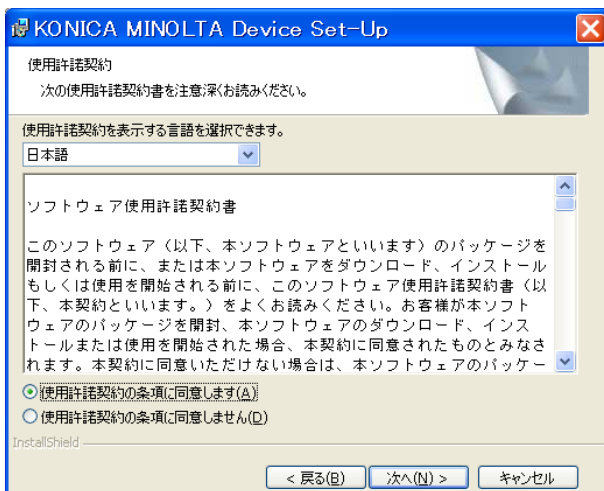 KONICA MINOLTA Device Set-Up
使用許諾契約
次の使用許諾契約書を注意深くお読みください。
使用許諾契約を表示する言語を選択できます。
日本語
ソフトウェア使用許諾契約書
このソフトウェア（以下、本ソフトウェアといいます）のパッケージを
開封される前に、または本ソフトウェアをダウンロード、インストール
もしくは使用を開始される前に、このソフトウェア使用許諾契約書（以
下、本契約といいます。）をよくお読みください。お客様が本ソフト
ウェアのパッケージを開封、本ソフトウェアのダウンロード、インス
トールまたは使用を開始された場合、本契約に同意されたものとみなさ
れます。本契約に同意いただけない場合は、本ソフトウェアのパッケー
使用許諾契約の条項に同意します(A)
使用許諾契約の条項に同意しません(D)
InstallShield
< 戻る(B) 次へ(N) > キャンセル